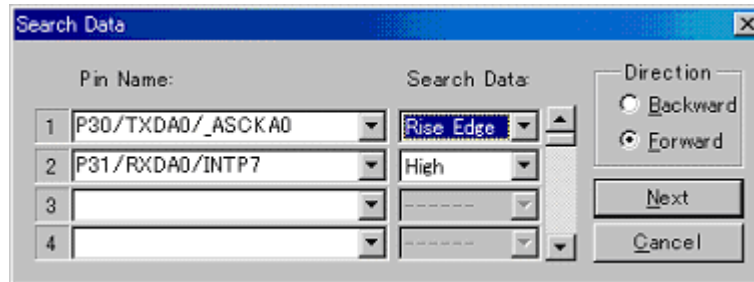 Search Data
Pin Name: Search Data: Direction
Backward
1 P30/TXDA0/_ASCKA0 Rise Edge
Forward
2 P31/RXDA0/INTP7 High
3 ------ Next
4 ------ Cancel